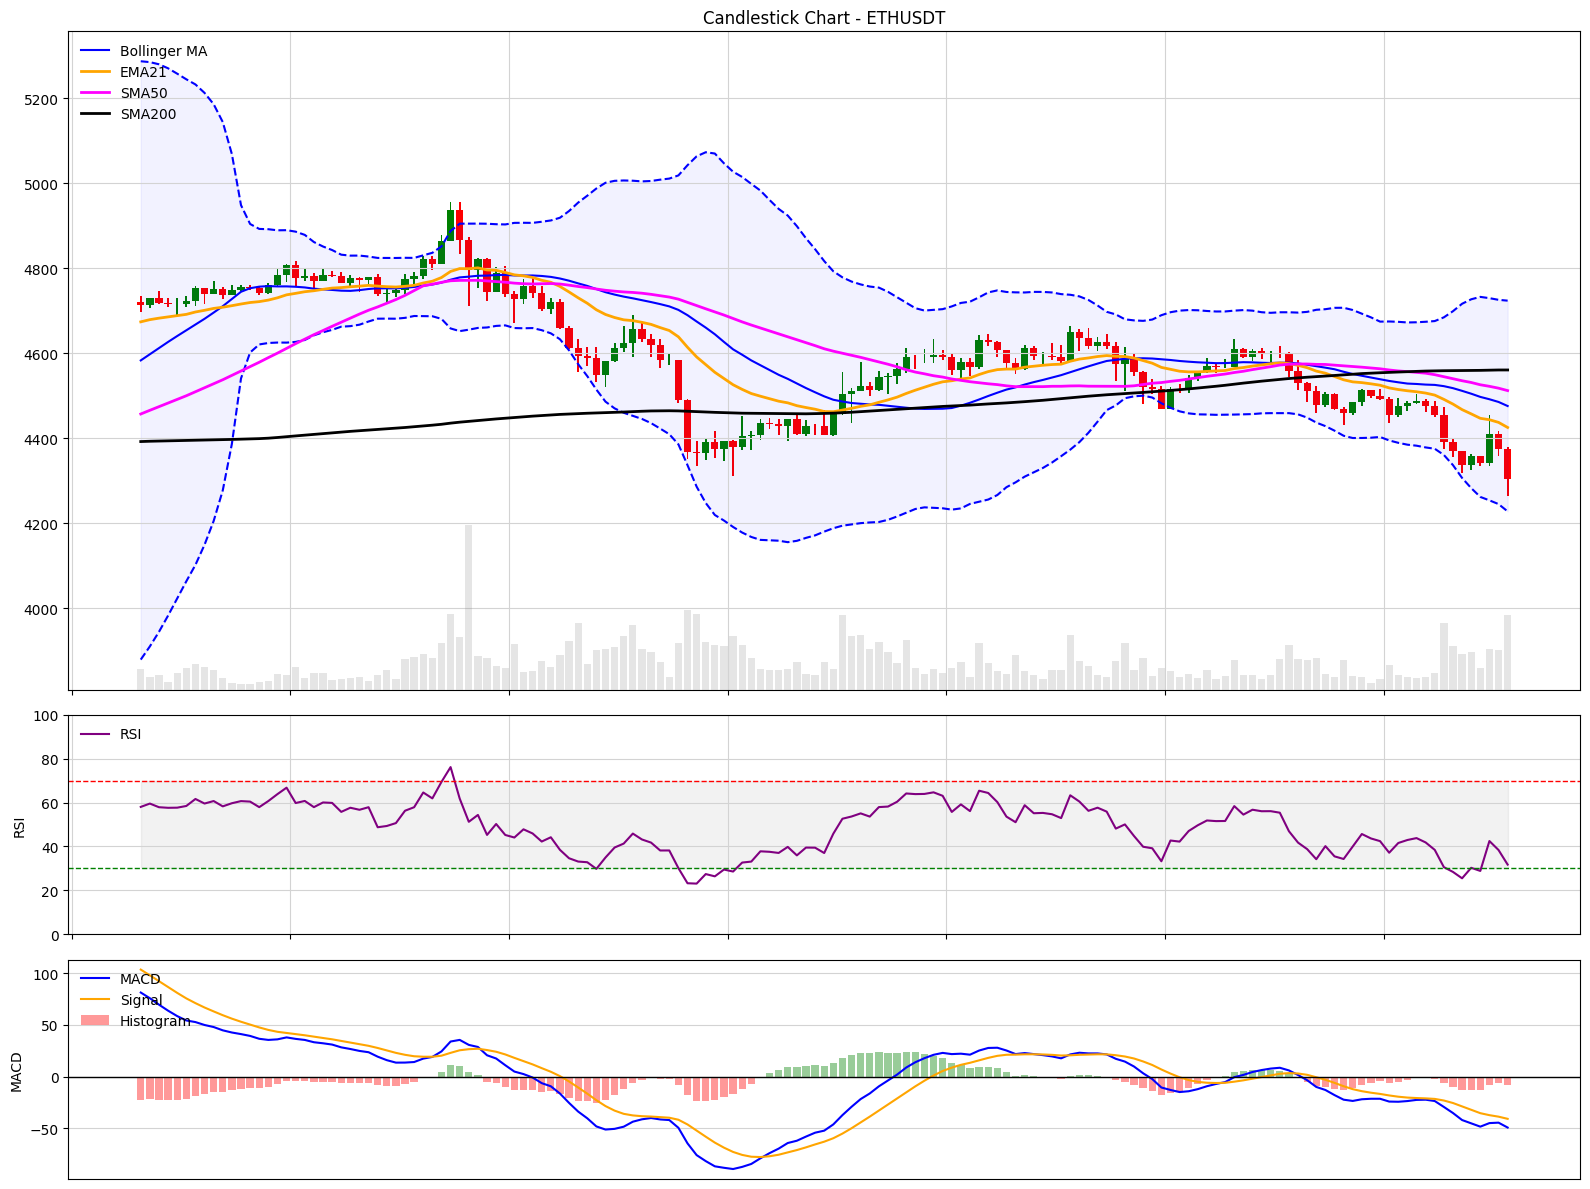 Candlestick Chart - ETHUSDT
Bollinger MA
EMA21
SMA50
SMA200
5200
5000
4800
4600
4400
4200
4000
RSI
100
80
60
40
20
0
RSI
MACD
Signal
Histogram
100
50
0
−50
MACD